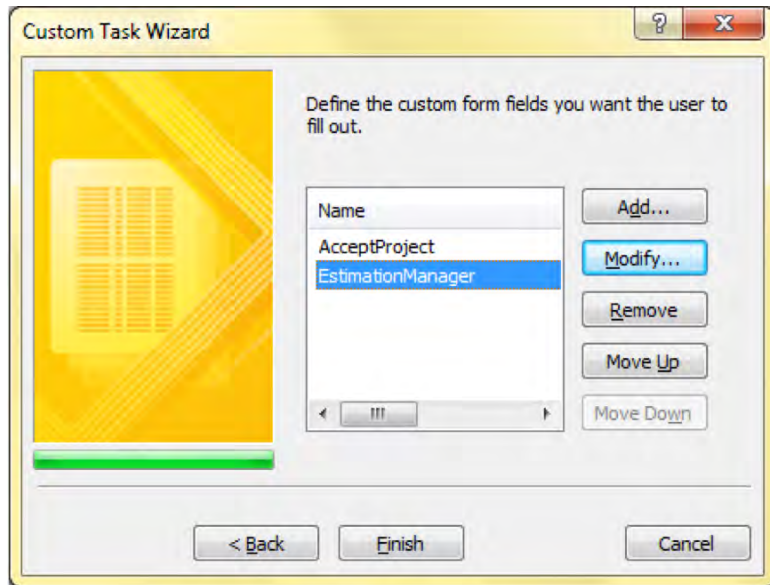 Custom Task Wizard
?
X
Define the custom form fields you want the user to
fill out.
Name
AcceptProject
EstimationManager
Add...
Modify...
Remove
Move Up
Move Down
< Back
Finish
Cancel